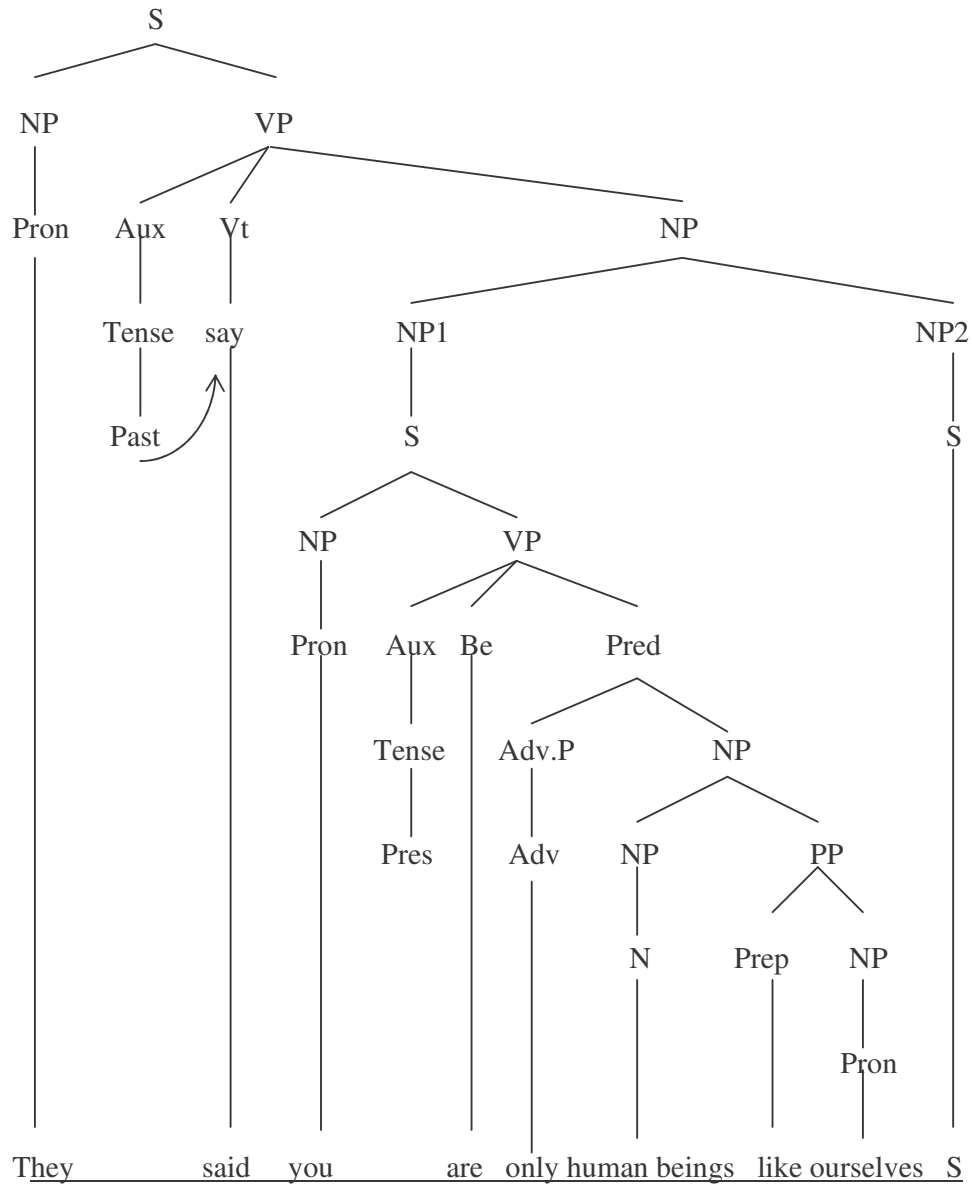 S
NP VP
Pron Aux Vt NP
Tense say NP1 NP2
Past S S
NP VP
Pron Aux Be Pred
Tense Adv.P NP
Pres Adv NP PP
N Prep NP
Pron
They said you are only human beings like ourselves S